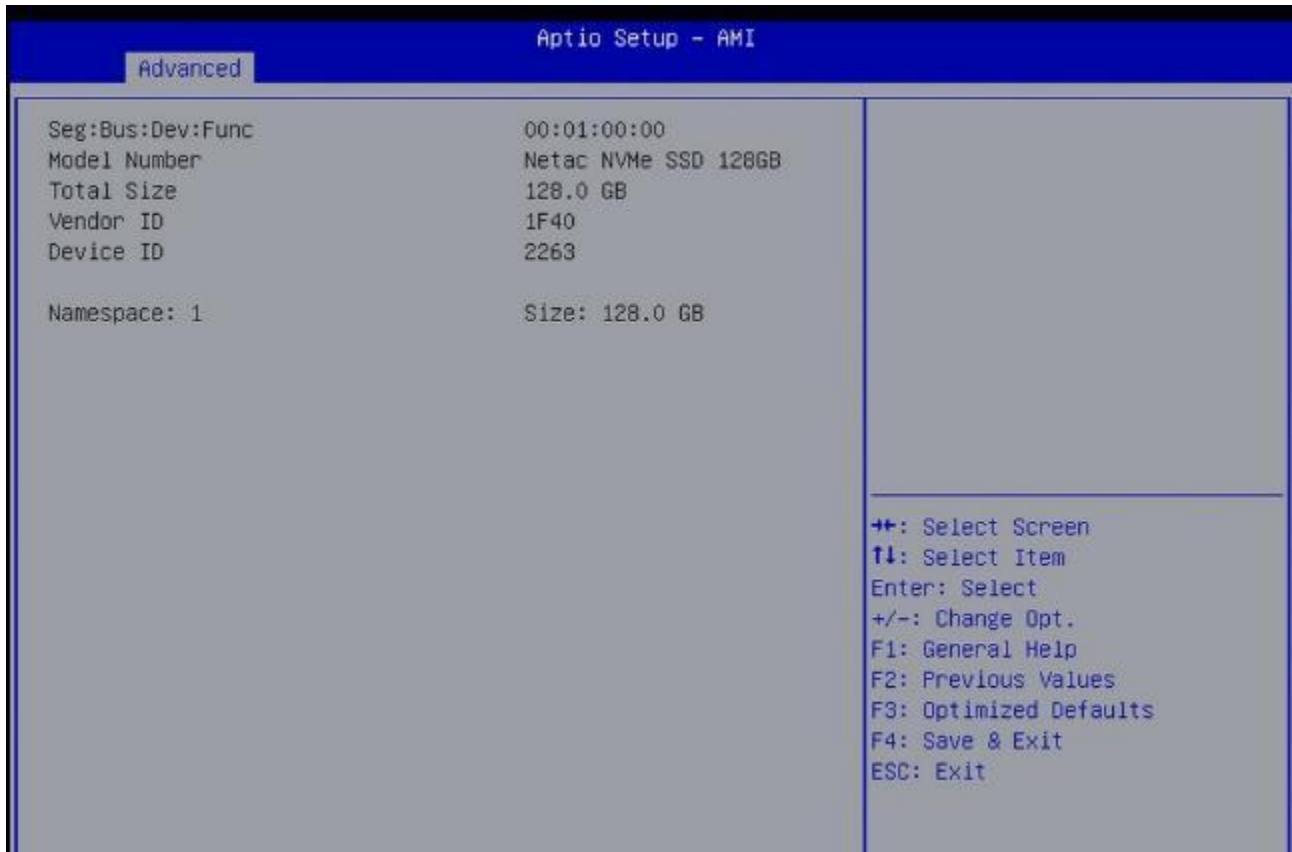 Aptio Setup - AMI
Advanced
Seg:Bus:Dev:Func 00:01:00:00
Model Number Netac NVMe SSD 128GB
Total Size 128.0 GB
Vendor ID 1F40
Device ID 2263
Namespace: 1 Size: 128.0 GB
→←: Select Screen
↑↓: Select Item
Enter: Select
+/-: Change Opt.
F1: General Help
F2: Previous Values
F3: Optimized Defaults
F4: Save & Exit
ESC: Exit